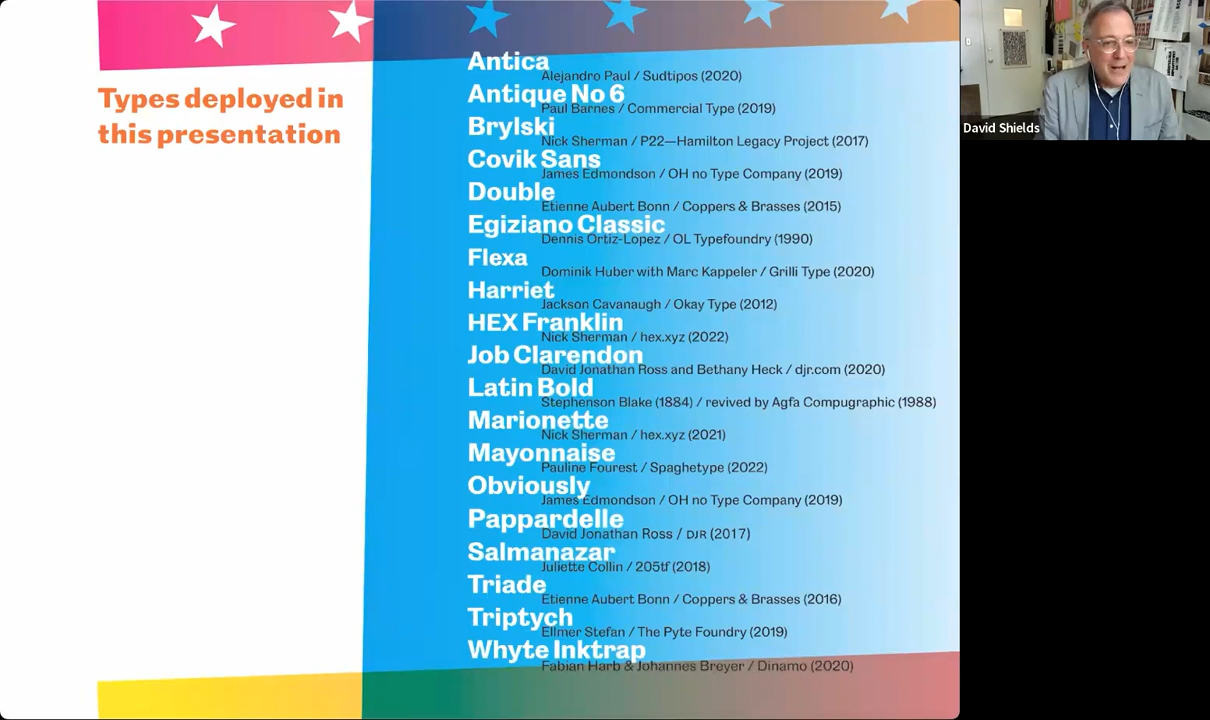 Types deployed in
this presentation
Antica
Alejandro Paul / Sudtipos (2020)
Antique No 6
Paul Barnes / Commercial Type (2019)
Brylski
Nick Sherman / P22—Hamilton Legacy Project (2017)
Covik Sans
James Edmondson / OH no Type Company (2019)
Double
Etienne Aubert Bonn / Coppers & Brasses (2015)
Egiziano Classic
Dennis Ortiz-Lopez / OL Typefoundry (1990)
Flexa
Dominik Huber with Marc Kappeler / Grilli Type (2020)
Harriet
Jackson Cavanaugh / Okay Type (2012)
HEX Franklin
Nick Sherman / hex.xyz (2022)
Job Clarendon
David Jonathan Ross and Bethany Heck / djr.com (2020)
Latin Bold
Stephenson Blake (1884) / revived by Agfa Compugraphic (1988)
Marionette
Nick Sherman / hex.xyz (2021)
Mayonnaise
Pauline Fourest / Spaghetype (2022)
Obviously
James Edmondson / OH no Type Company (2019)
Pappardelle
David Jonathan Ross / DJR (2017)
Salmanazar
Juliette Collin / 205tf (2018)
Triade
Etienne Aubert Bonn / Coppers & Brasses (2016)
Triptych
Ellmer Stefan / The Pyte Foundry (2019)
Whyte Inktrap
Fabian Harb & Johannes Breyer / Dinamo (2020)
David Shields